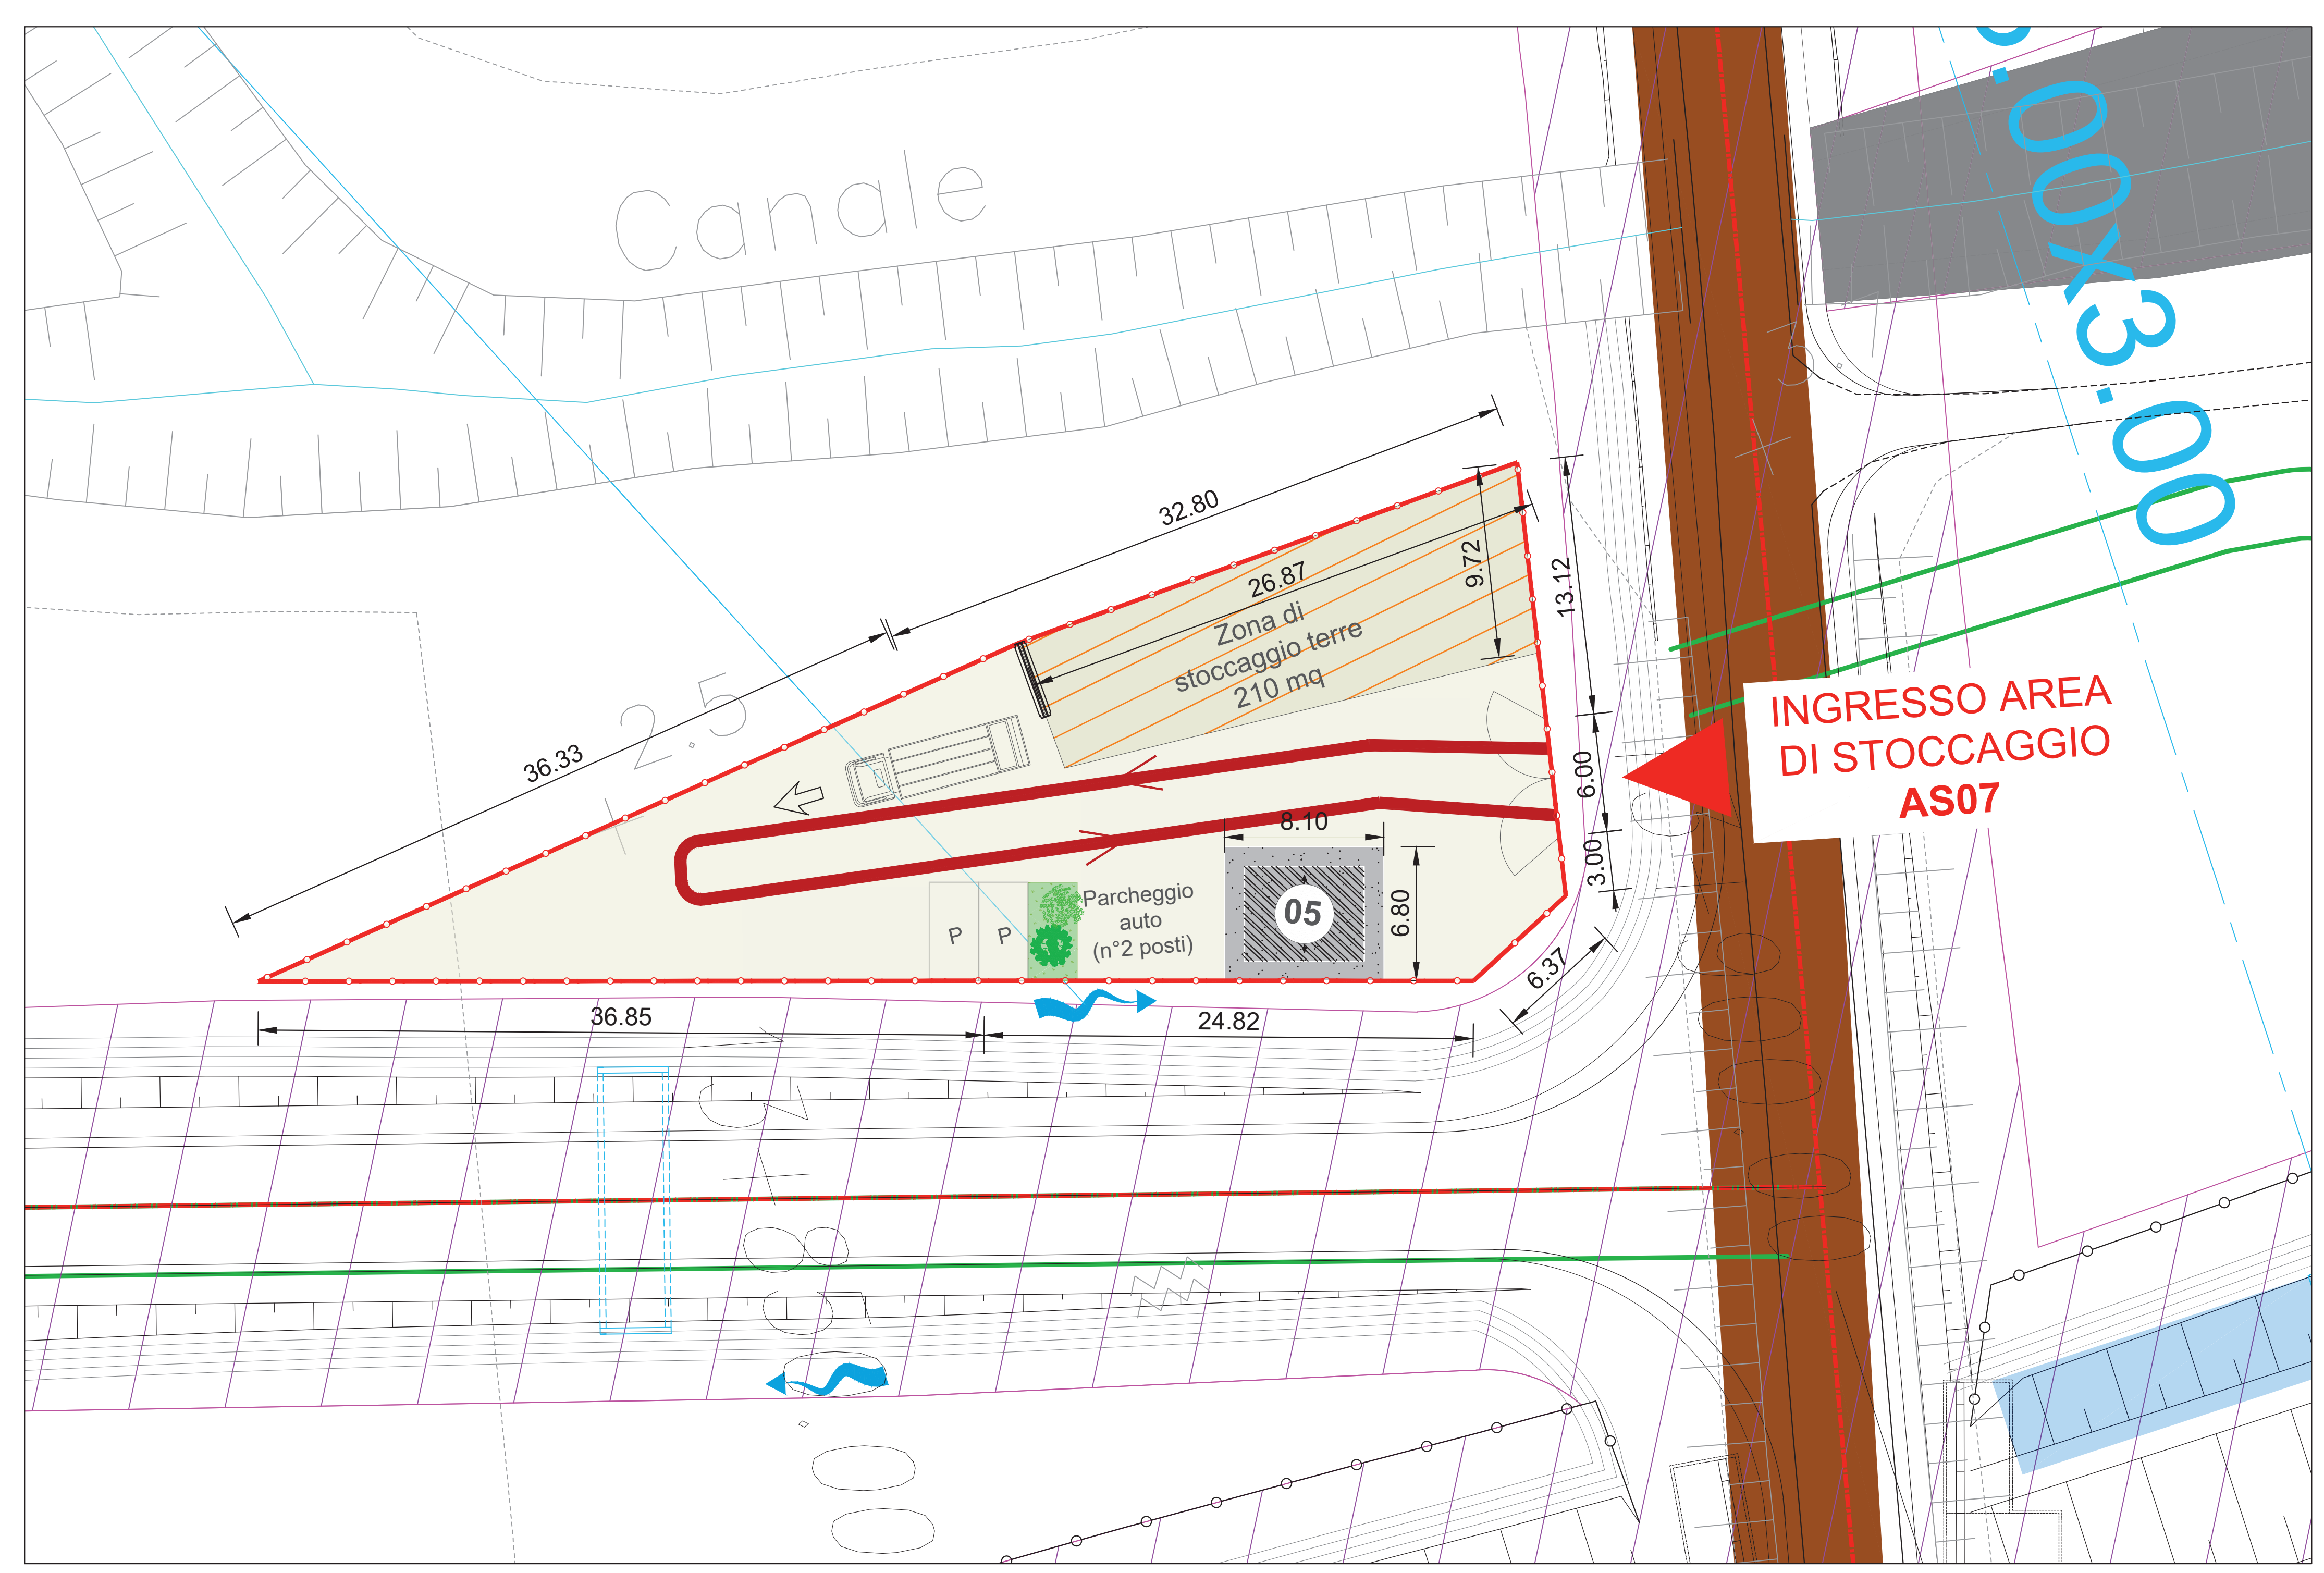 Canale
.00x3.00
32.80
26.87
9.72
13.12
Zona di
stoccaggio terre
210 mq
36.33
2.5
6.00
3.00
INGRESSO AREA
DI STOCCAGGIO
AS07
8.10
6.80
05
Parcheggio
auto
(n°2 posti)
P
P
6.37
36.85
24.82